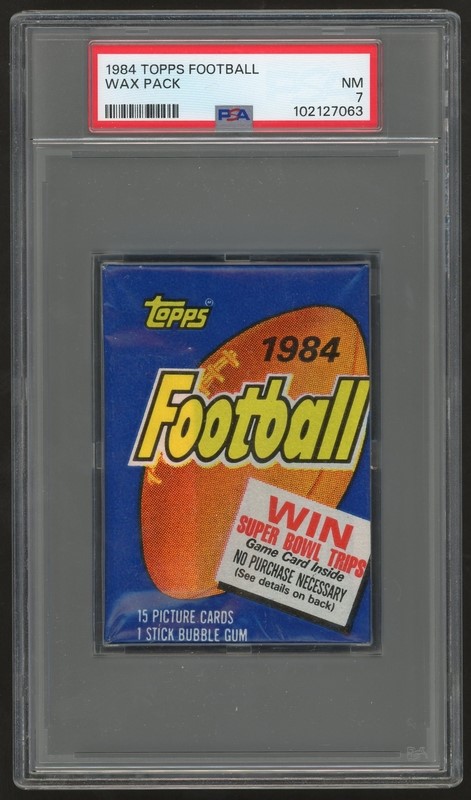 1984 TOPPS FOOTBALL
WAX PACK
NM
7
102127063
PSA
Topps
1984
Football
WIN
SUPER BOWL TRIPS
Game Card Inside
NO PURCHASE NECESSARY
(See details on back)
15 PICTURE CARDS
1 STICK BUBBLE GUM